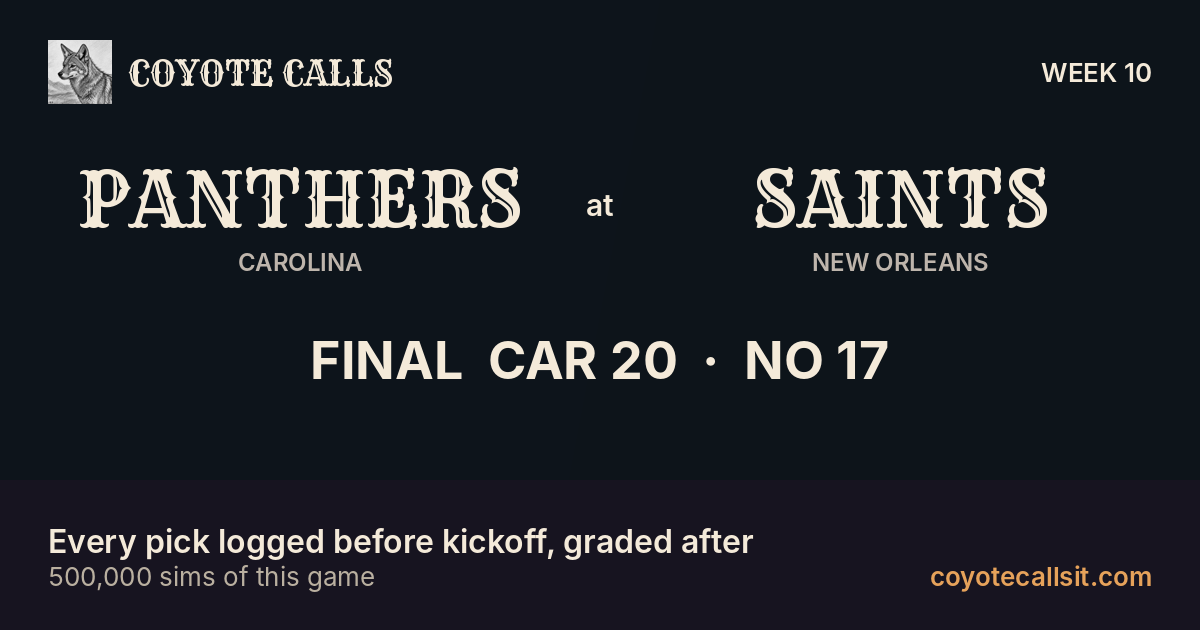 COYOTE CALLS
WEEK 10
PANTHERS at SAINTS
CAROLINA NEW ORLEANS
FINAL CAR 20 · NO 17
Every pick logged before kickoff, graded after
500,000 sims of this game
coyotecallsit.com